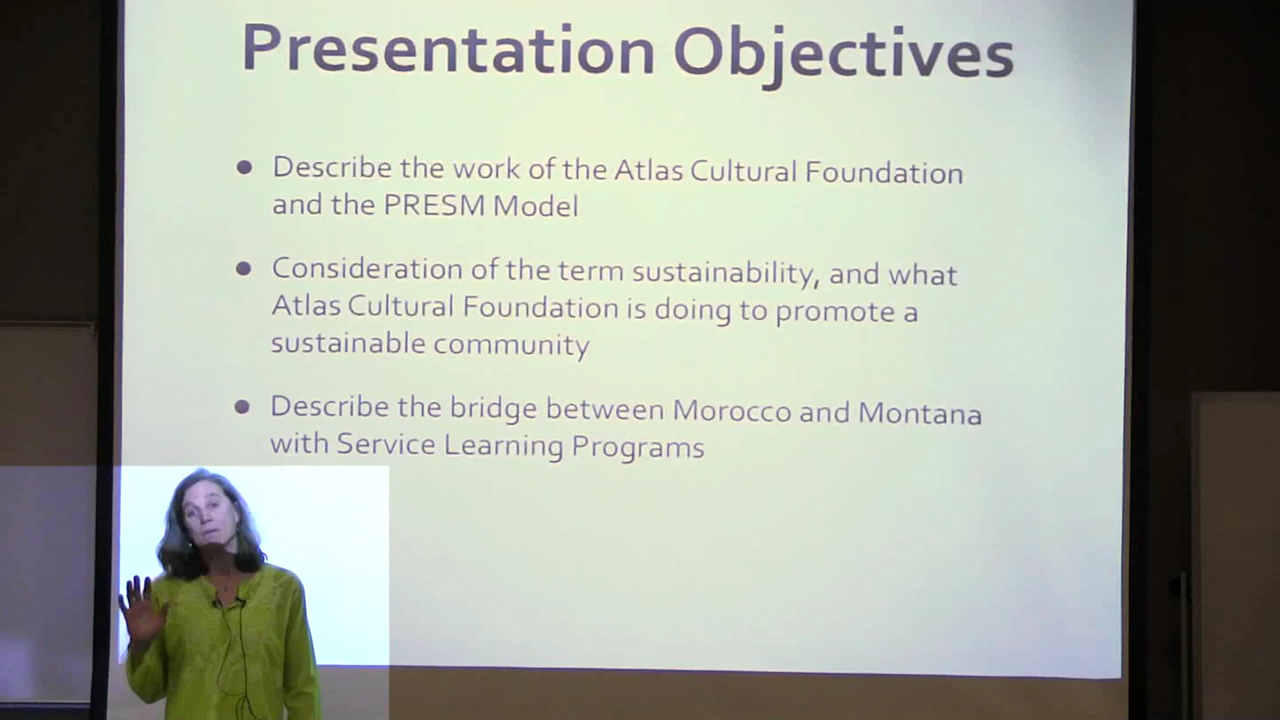 Presentation Objectives
• Describe the work of the Atlas Cultural Foundation
and the PRESM Model
• Consideration of the term sustainability, and what
Atlas Cultural Foundation is doing to promote a
sustainable community
• Describe the bridge between Morocco and Montana
with Service Learning Programs